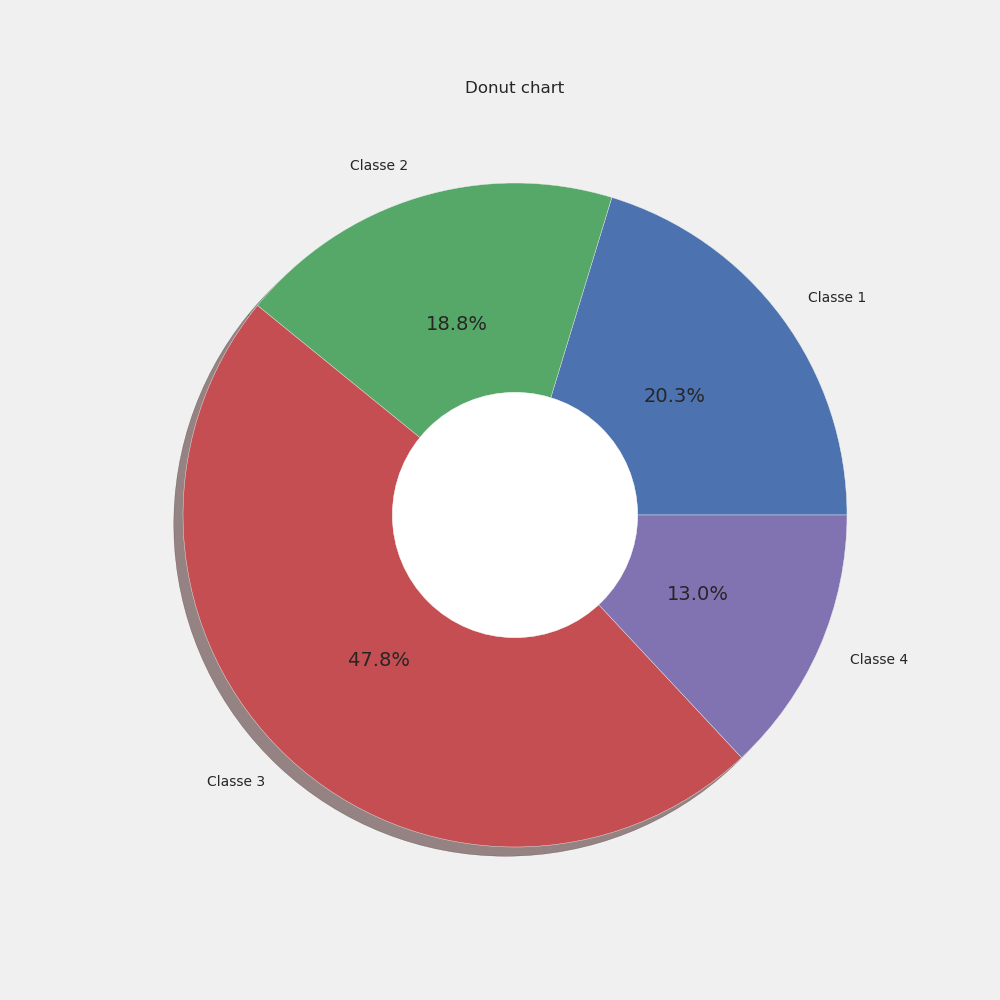 Donut chart
Classe 2
Classe 1
18.8%
20.3%
13.0%
47.8%
Classe 4
Classe 3